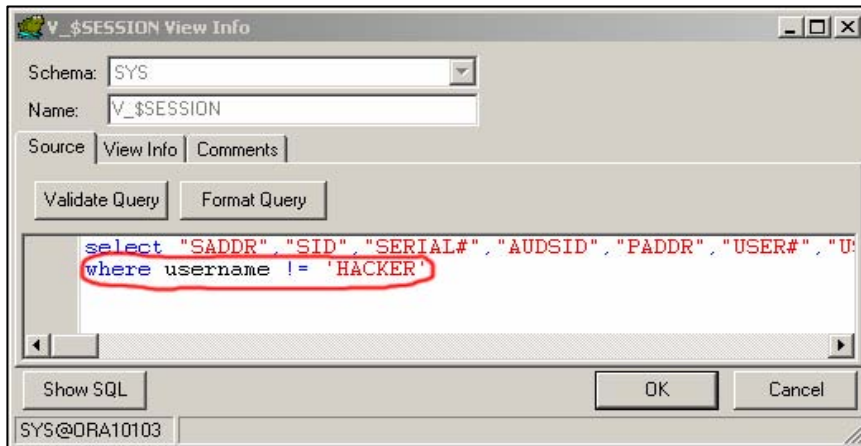 V_$SESSION View Info
Schema: SYS
Name: V_$SESSION
Source View Info Comments
Validate Query Format Query
select "SADDR","SID","SERIAL#","AUDSID","PADDR","USER#","U
where username != 'HACKER'
Show SQL OK Cancel
SYS@ORA10103